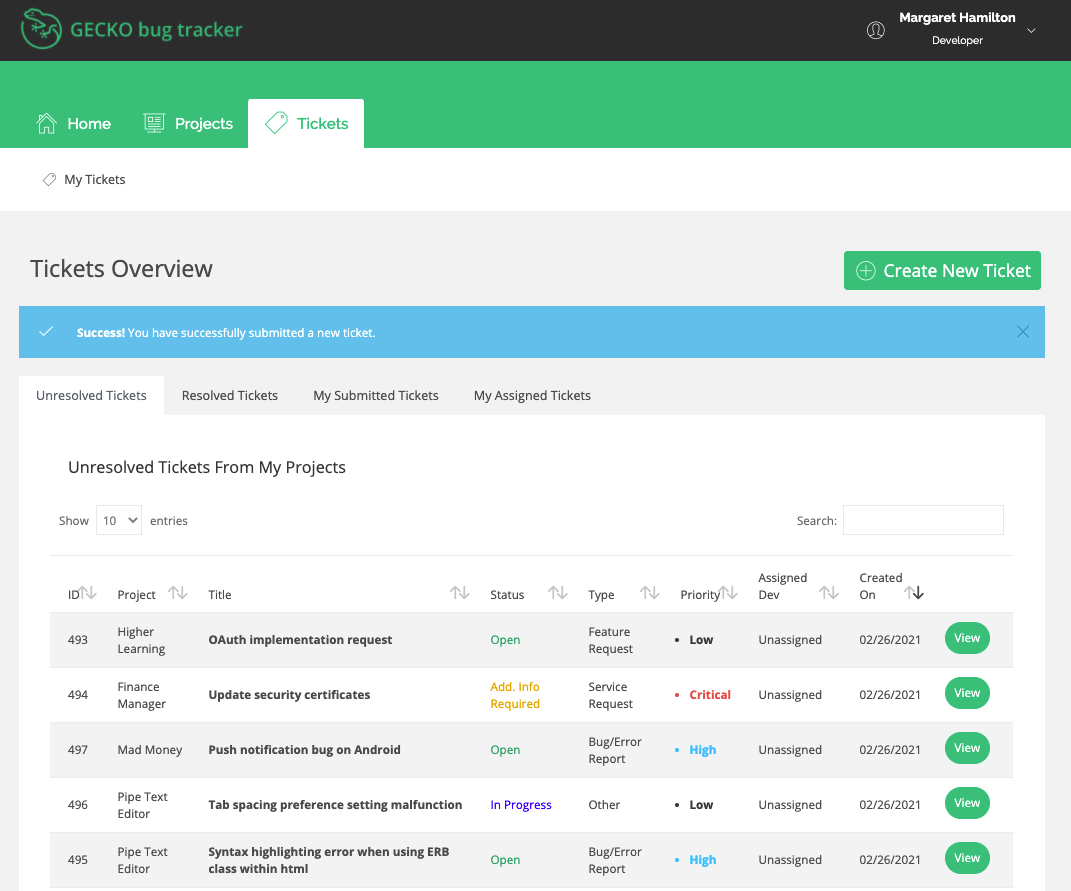 GECKO bug tracker
Margaret Hamilton
Developer
Home
Projects
Tickets
My Tickets
Tickets Overview
Create New Ticket
Success! You have successfully submitted a new ticket.
Unresolved Tickets
Resolved Tickets
My Submitted Tickets
My Assigned Tickets
Unresolved Tickets From My Projects
Show 10 entries
Search:
ID
Project
Title
Status
Type
Priority
Assigned
Dev
Created
On
493
Higher
Learning
OAuth implementation request
Open
Feature
Request
• Low
Unassigned
02/26/2021
View
494
Finance
Manager
Update security certificates
Add. Info
Required
Service
Request
• Critical
Unassigned
02/26/2021
View
497
Mad Money
Push notification bug on Android
Open
Bug/Error
Report
• High
Unassigned
02/26/2021
View
496
Pipe Text
Editor
Tab spacing preference setting malfunction
In Progress
Other
• Low
Unassigned
02/26/2021
View
495
Pipe Text
Editor
Syntax highlighting error when using ERB
class within html
Open
Bug/Error
Report
• High
Unassigned
02/26/2021
View